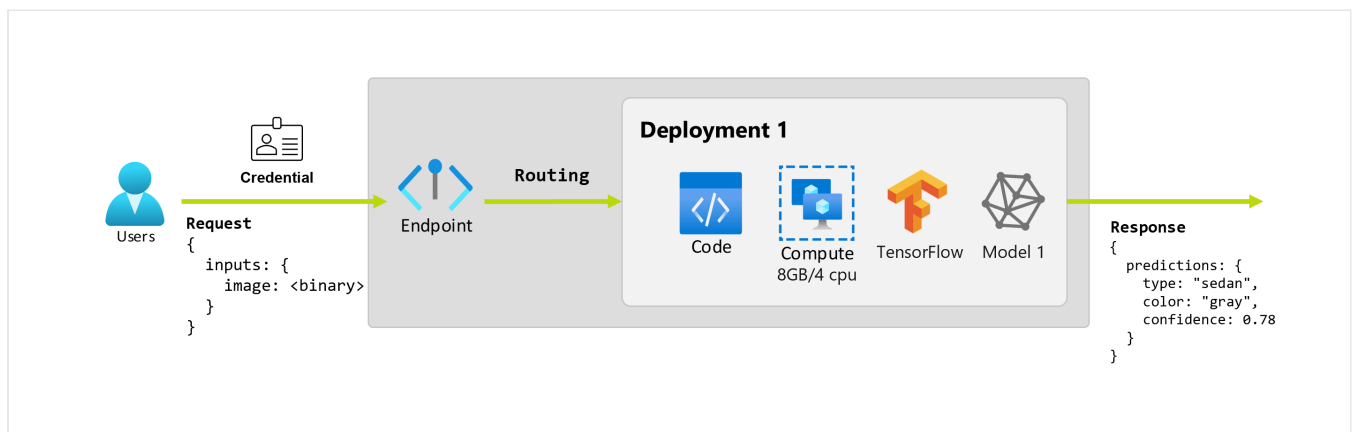 Credential
Users
Request
{
  inputs: {
    image: <binary>
  }
}
Endpoint
Routing
Deployment 1
Code
Compute
8GB/4 cpu
TensorFlow
Model 1
Response
{
  predictions: {
    type: "sedan",
    color: "gray",
    confidence: 0.78
  }
}